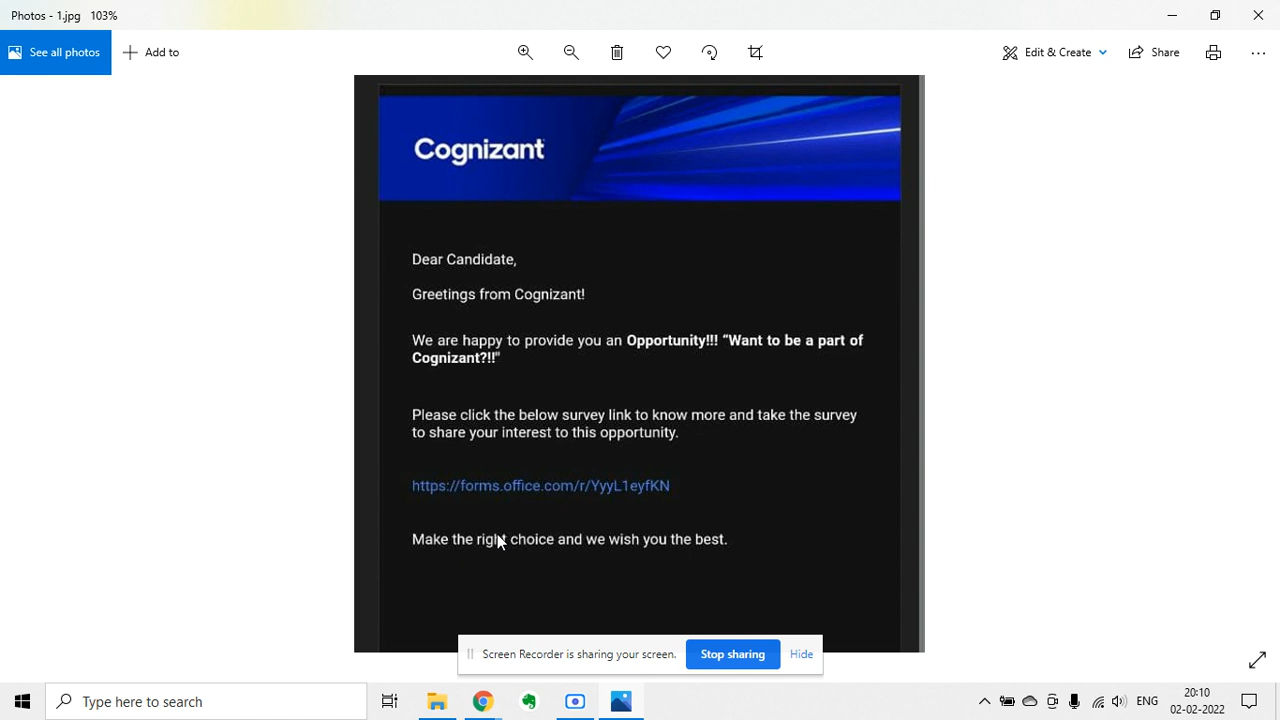 Photos - 1.jpg 103%
See all photos
Add to
Edit & Create
Share
Cognizant
Dear Candidate,
Greetings from Cognizant!
We are happy to provide you an Opportunity!!! “Want to be a part of
Cognizant?!!"
Please click the below survey link to know more and take the survey
to share your interest to this opportunity.
https://forms.office.com/r/YyyL1eyfKN
Make the right choice and we wish you the best.
Screen Recorder is sharing your screen.
Stop sharing
Hide
Type here to search
ENG
20:10
02-02-2022